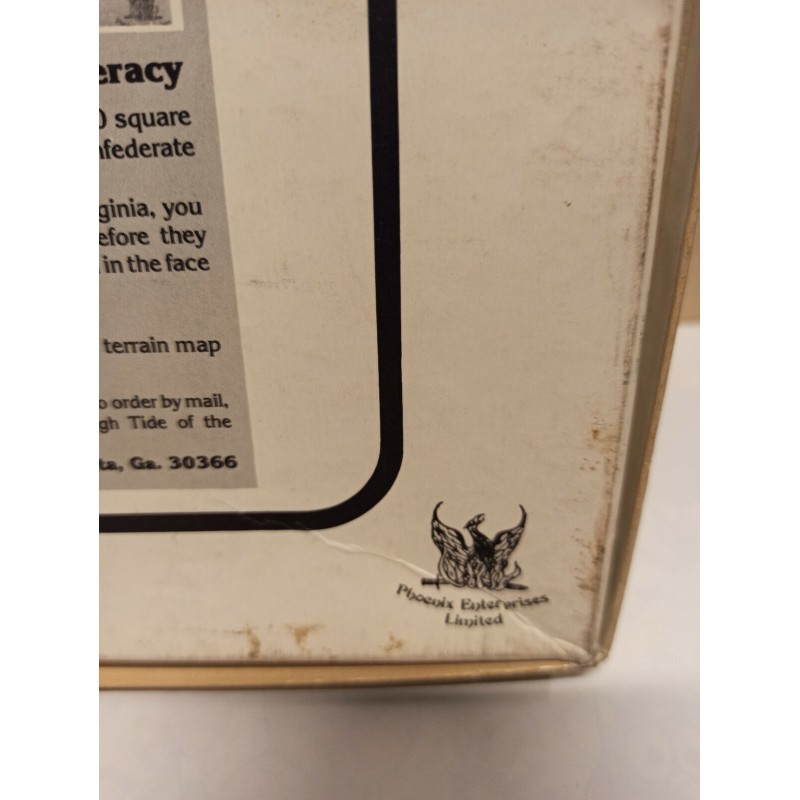 eracy
0 square
nfederate
ginia, you
efore they
in the face
terrain map
o order by mail,
gh Tide of the
ta, Ga. 30366
Phoenix Enterprises
Limited